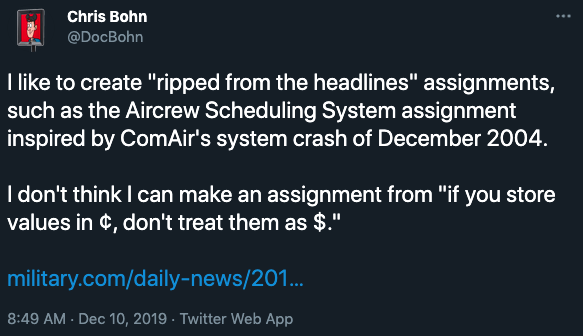 Chris Bohn
@DocBohn
I like to create "ripped from the headlines" assignments,
such as the Aircrew Scheduling System assignment
inspired by ComAir's system crash of December 2004.
I don't think I can make an assignment from "if you store
values in ¢, don't treat them as $."
military.com/daily-news/201...
8:49 AM · Dec 10, 2019 · Twitter Web App